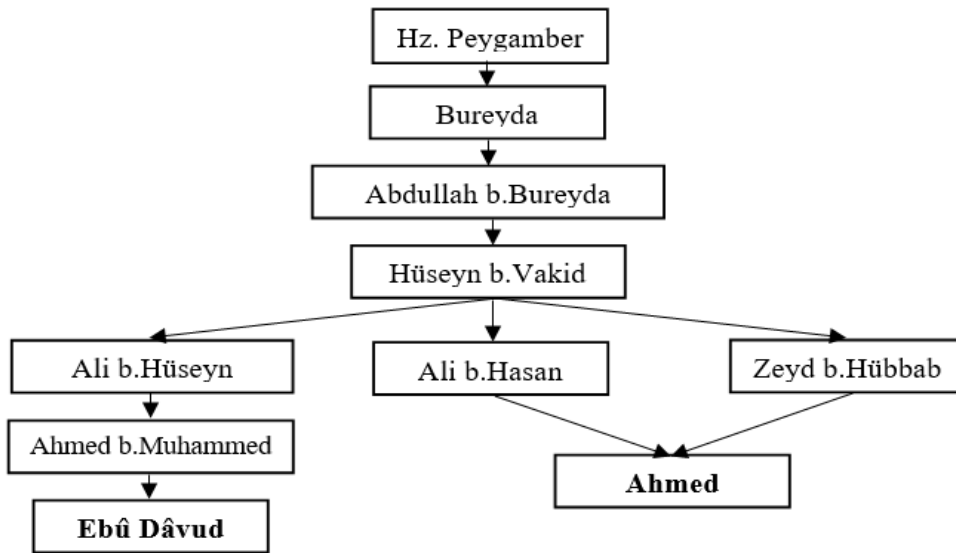 Hz. Peygamber
Bureyda
Abdullah b.Bureyda
Hüseyn b.Vakid
Ali b.Hüseyn
Ali b.Hasan
Zeyd b.Hübbab
Ahmed b.Muhammed
Ahmed
Ebû Dâvud